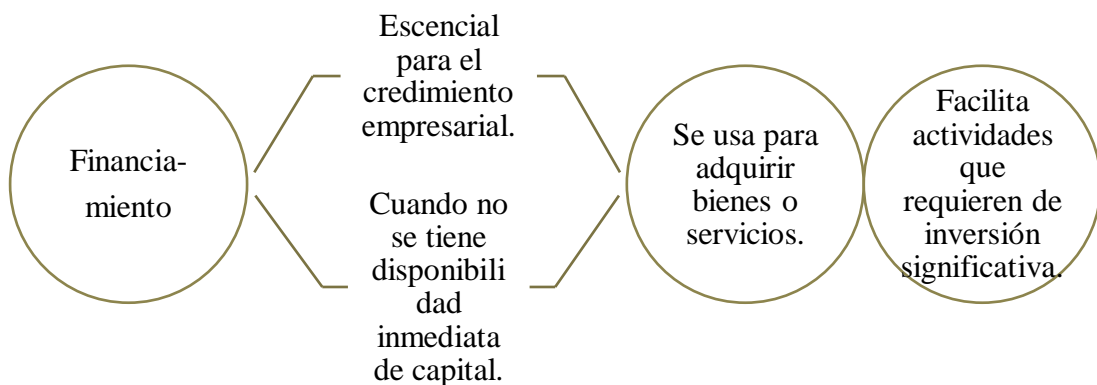 Financia-
miento
Escencial
para el
credimiento
empresarial.
Cuando no
se tiene
disponibili
dad
inmediata
de capital.
Se usa para
adquirir
bienes o
servicios.
Facilita
actividades
que
requieren de
inversión
significativa.